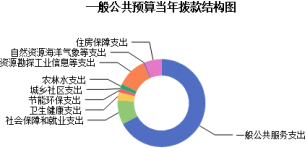 一般公共预算当年拨款结构图
住房保障支出
自然资源海洋气象等支出
资源勘探工业信息等支出
农林水支出
城乡社区支出
节能环保支出
卫生健康支出
社会保障和就业支出
一般公共服务支出